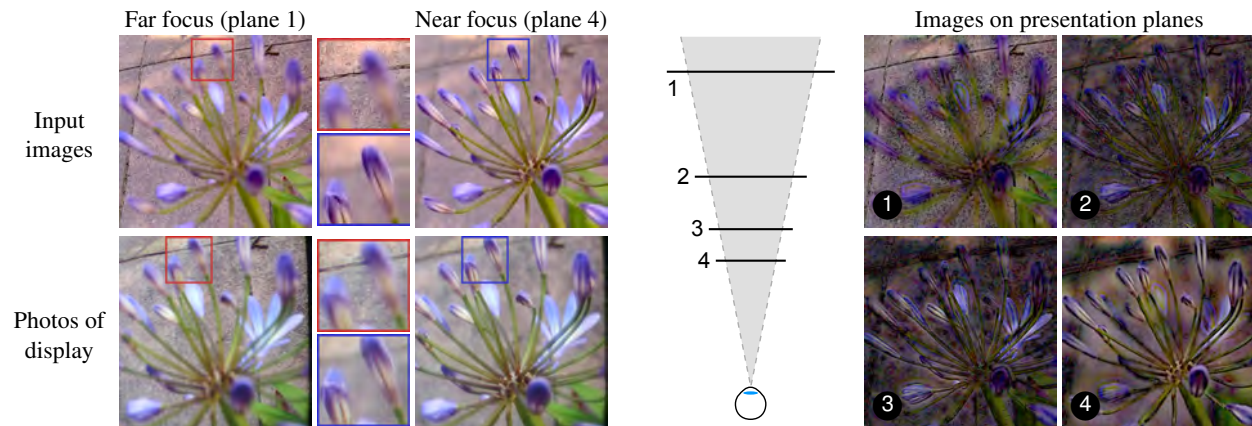 Far focus (plane 1)
Near focus (plane 4)
Images on presentation planes
Input
images
Photos of
display
1
2
3
4
1
2
3
4